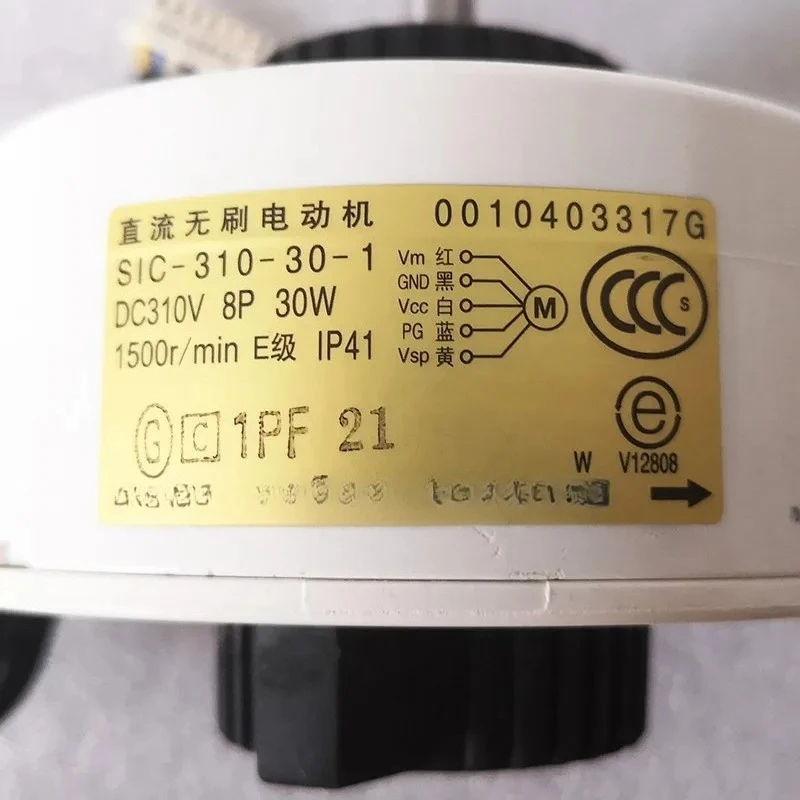 直流无刷电动机 0010403317G
SIC-310-30-1
DC310V 8P 30W
1500r/min E级 IP41
Vm 红
GND 黑
Vcc 白
PG 蓝
Vsp 黄
M
CCC S
e
G C 1PF 21
W V12808